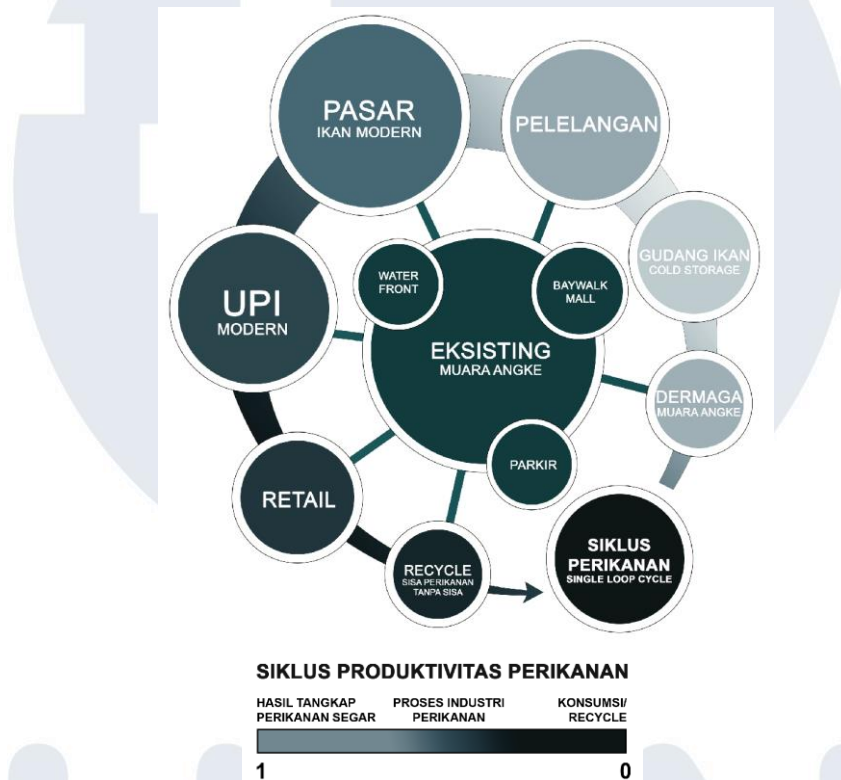 PASAR
IKAN MODERN
PELELANGAN
GUDANG IKAN
COLD STORAGE
WATER
FRONT
BAYWALK
MALL
UPI
MODERN
EKSISTING
MUARA ANGKE
DERMAGA
MUARA ANGKE
PARKIR
RETAIL
SIKLUS
PERIKANAN
SINGLE LOOP CYCLE
RECYCLE
SISA PERIKANAN
TANPA SISA
SIKLUS PRODUKTIVITAS PERIKANAN
HASIL TANGKAP
PERIKANAN SEGAR
PROSES INDUSTRI
PERIKANAN
KONSUMSI/
RECYCLE
1
0